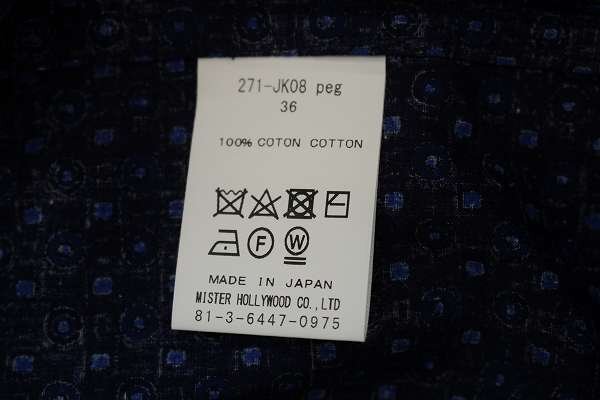 271-JK08 peg
36
100% COTON COTTON
F W
MADE IN JAPAN
MISTER HOLLYWOOD CO.,LTD
81-3-6447-0975